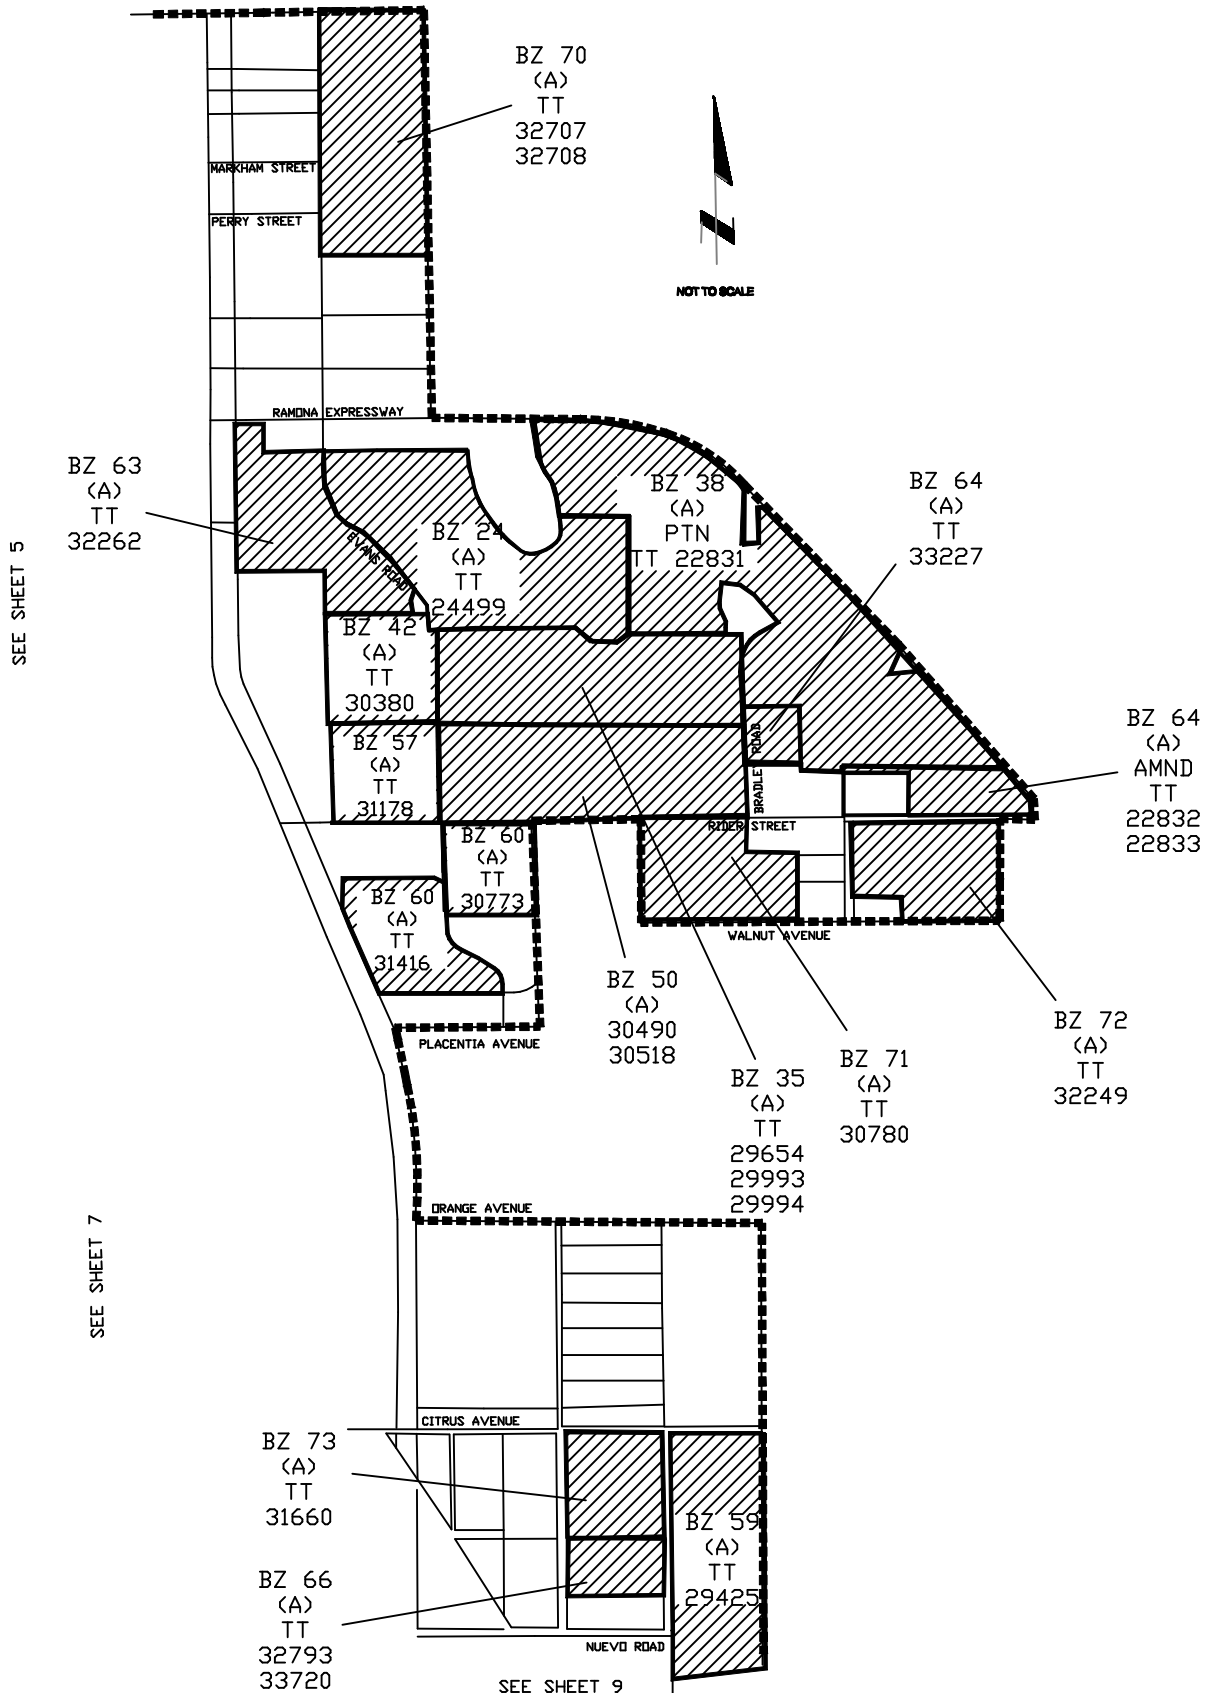 BZ 70
(A)
TT
32707
32708
MARKHAM STREET
PERRY STREET
NOT TO SCALE
RAMONA EXPRESSWAY
BZ 63
(A)
TT
32262
BZ 24
(A)
TT
24499
EVANS ROAD
BZ 38
(A)
PTN
TT 22831
BZ 64
(A)
TT
33227
SEE SHEET 5
BZ 42
(A)
TT
30380
BZ 57
(A)
TT
31178
BRADLEY ROAD
BZ 64
(A)
AMND
TT
22832
22833
RIDER STREET
BZ 60
(A)
TT
30773
BZ 60
(A)
TT
31416
WALNUT AVENUE
BZ 50
(A)
30490
30518
PLACENTIA AVENUE
BZ 35
(A)
TT
29654
29993
29994
BZ 71
(A)
TT
30780
BZ 72
(A)
TT
32249
ORANGE AVENUE
SEE SHEET 7
CITRUS AVENUE
BZ 73
(A)
TT
31660
BZ 59
(A)
TT
29425
BZ 66
(A)
TT
32793
33720
NUEVO ROAD
SEE SHEET 9